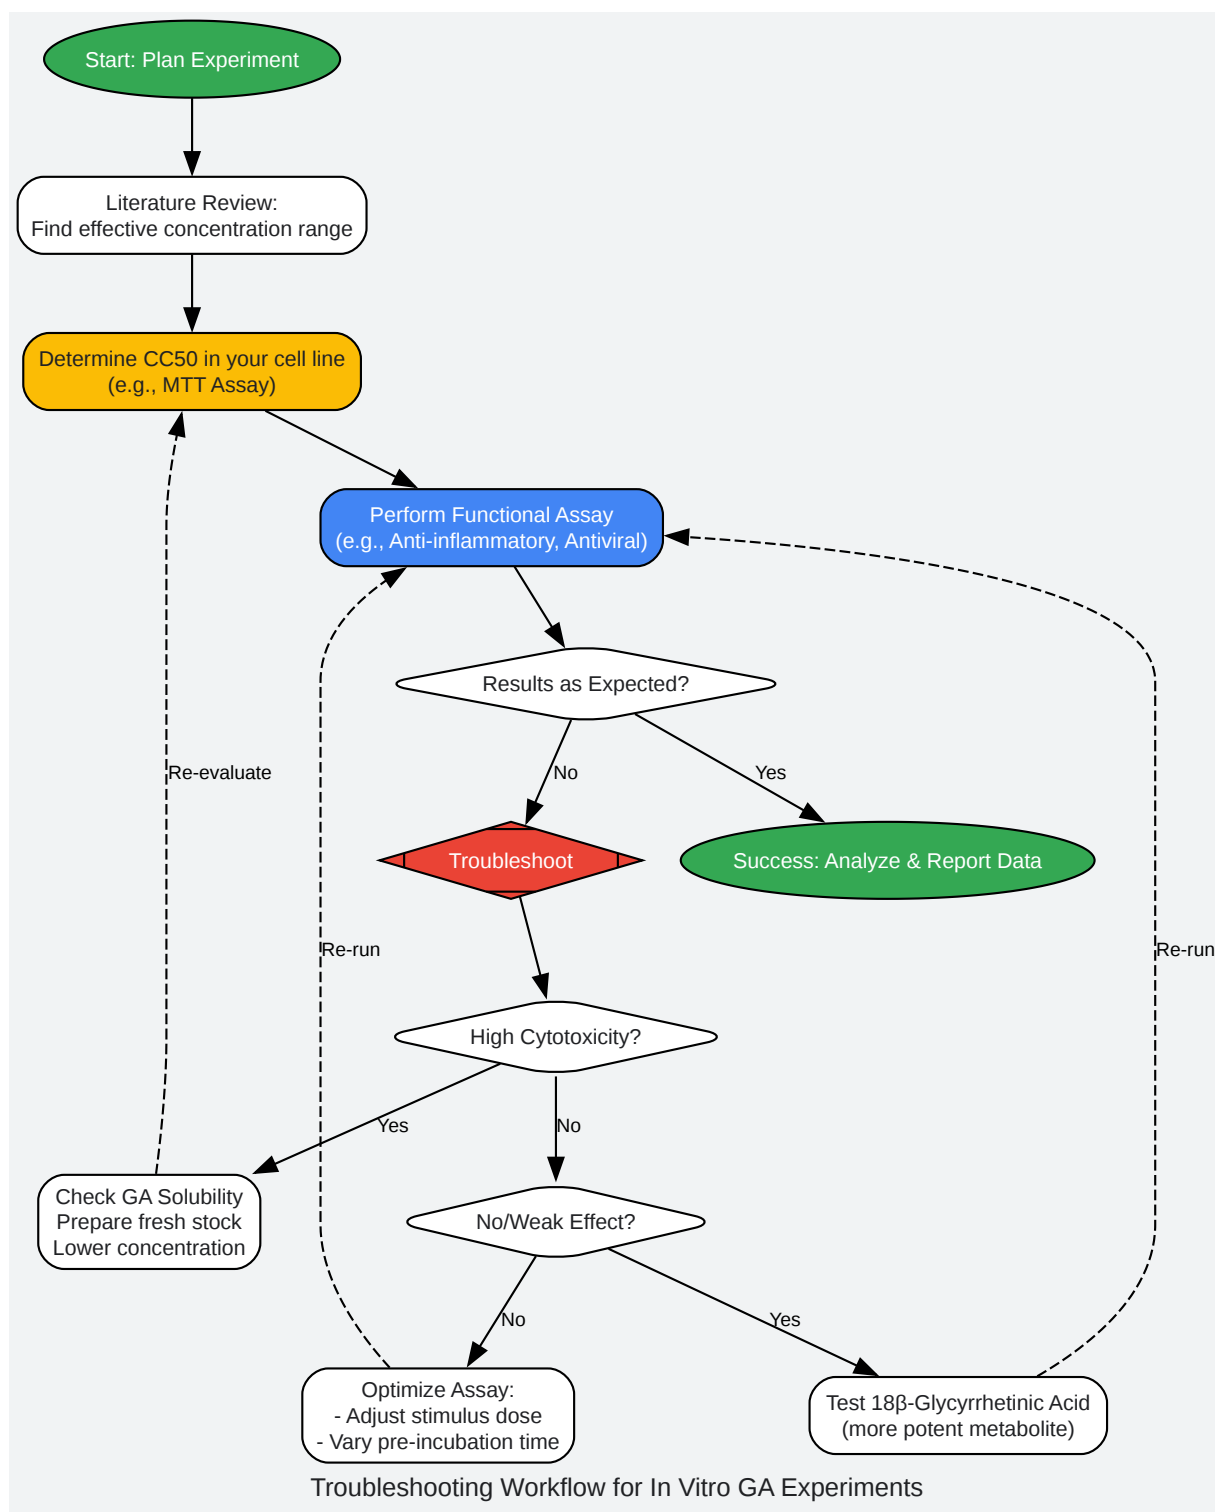 Start: Plan Experiment
Literature Review:
Find effective concentration range
Determine CC50 in your cell line
(e.g., MTT Assay)
Perform Functional Assay
(e.g., Anti-inflammatory, Antiviral)
Results as Expected?
Re-evaluate
No
Yes
Troubleshoot
Success: Analyze & Report Data
Re-run
Re-run
High Cytotoxicity?
Yes
No
Check GA Solubility
Prepare fresh stock
Lower concentration
No/Weak Effect?
No
Yes
Optimize Assay:
- Adjust stimulus dose
- Vary pre-incubation time
Test 18β-Glycyrrhetinic Acid
(more potent metabolite)
Troubleshooting Workflow for In Vitro GA Experiments